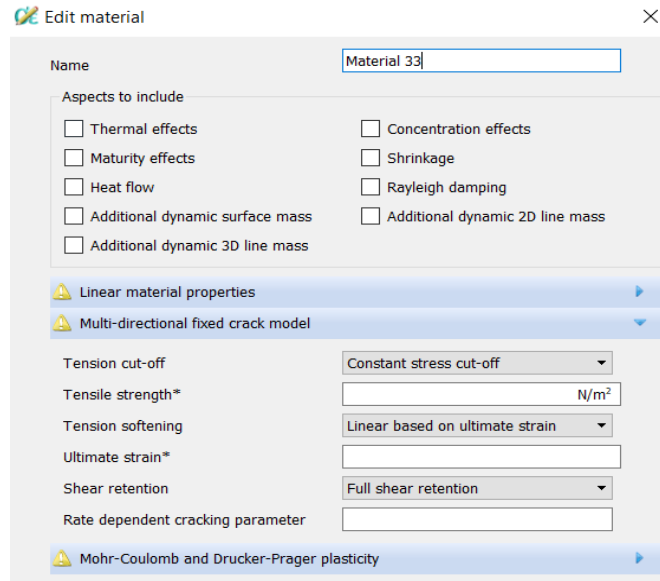 Edit material
Name Material 33
Aspects to include
Thermal effects Concentration effects
Maturity effects Shrinkage
Heat flow Rayleigh damping
Additional dynamic surface mass Additional dynamic 2D line mass
Additional dynamic 3D line mass
Linear material properties
Multi-directional fixed crack model
Tension cut-off Constant stress cut-off
Tensile strength* N/m²
Tension softening Linear based on ultimate strain
Ultimate strain*
Shear retention Full shear retention
Rate dependent cracking parameter
Mohr-Coulomb and Drucker-Prager plasticity